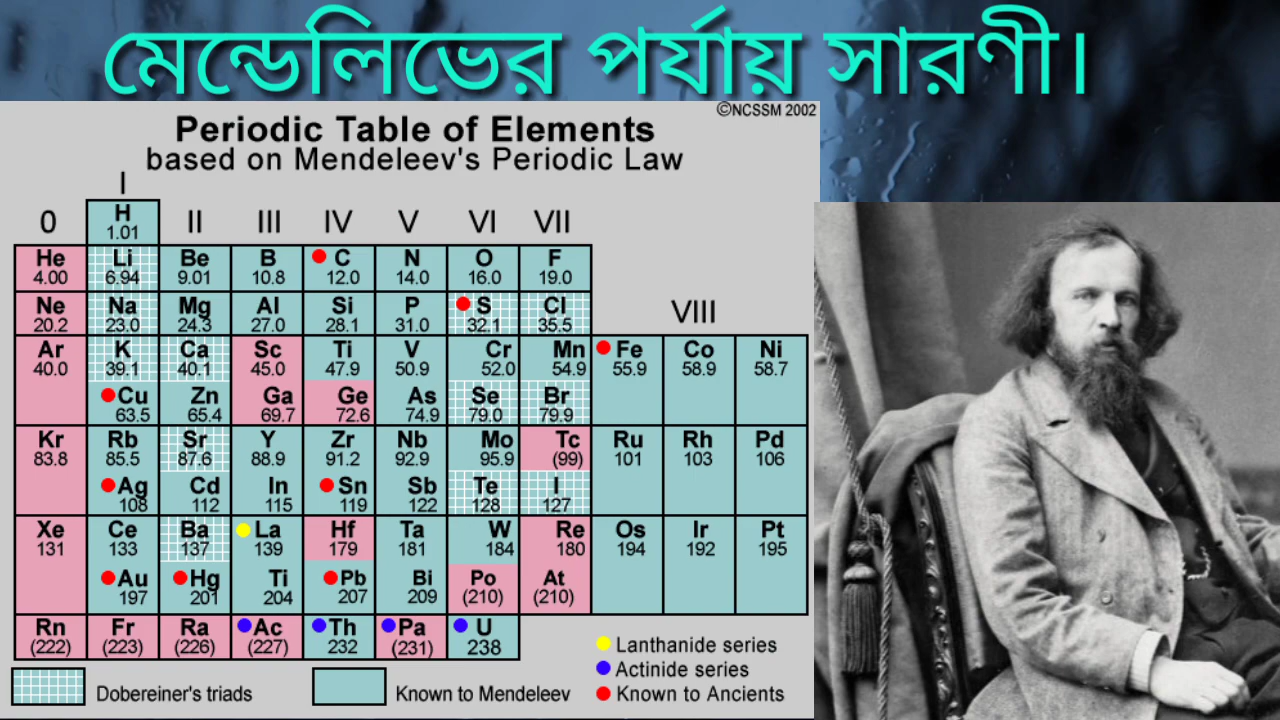 মেন্ডেলিভের পর্যায় সারণী।
©NCSSM 2002
Periodic Table of Elements
based on Mendeleev's Periodic Law
I
0 II III IV V VI VII
H
1.01
He Li Be B C N O F
4.00 6.94 9.01 10.8 12.0 14.0 16.0 19.0
Ne Na Mg Al Si P S Cl
20.2 23.0 24.3 27.0 28.1 31.0 32.1 35.5
VIII
Ar K Ca Sc Ti V Cr Mn Fe Co Ni
40.0 39.1 40.1 45.0 47.9 50.9 52.0 54.9 55.9 58.9 58.7
Cu Zn Ga Ge As Se Br
63.5 65.4 69.7 72.6 74.9 79.0 79.9
Kr Rb Sr Y Zr Nb Mo Tc Ru Rh Pd
83.8 85.5 87.6 88.9 91.2 92.9 95.9 (99) 101 103 106
Ag Cd In Sn Sb Te I
108 112 115 119 122 128 127
Xe Ce Ba La Hf Ta W Re Os Ir Pt
131 133 137 139 179 181 184 180 194 192 195
Au Hg Ti Pb Bi Po At
197 201 204 207 209 (210) (210)
Rn Fr Ra Ac Th Pa U
(222) (223) (226) (227) 232 (231) 238
Lanthanide series
Actinide series
Known to Ancients
Dobereiner's triads
Known to Mendeleev